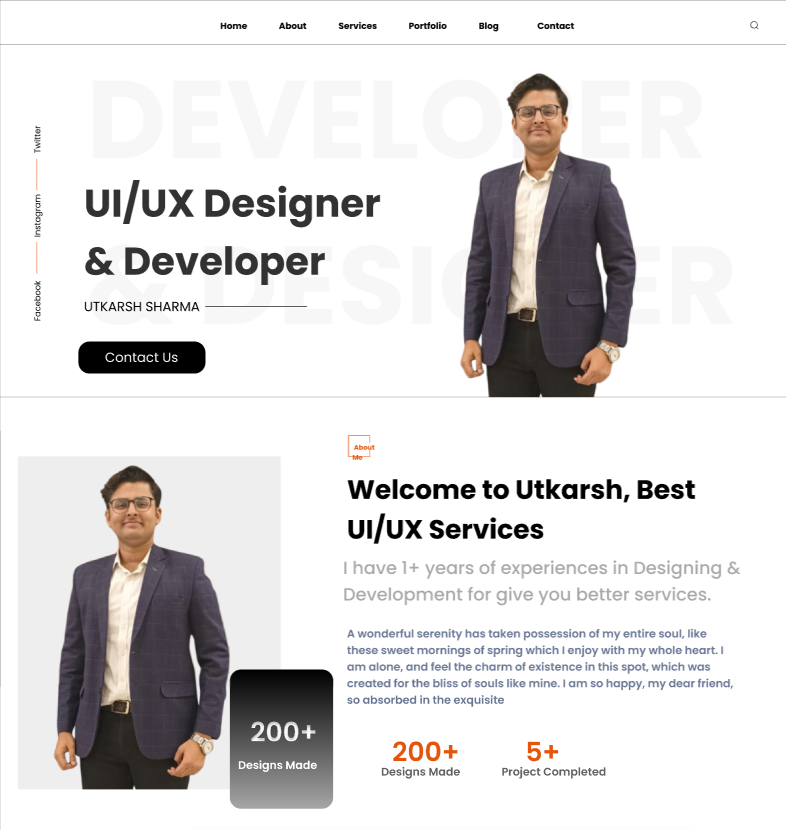 Home About Services Portfolio Blog Contact
DEVELOPER
& DESIGNER
Twitter
Instagram
Facebook
UI/UX Designer
& Developer
UTKARSH SHARMA
Contact Us
About
Me
Welcome to Utkarsh, Best
UI/UX Services
I have 1+ years of experiences in Designing &
Development for give you better services.
A wonderful serenity has taken possession of my entire soul, like
these sweet mornings of spring which I enjoy with my whole heart. I
am alone, and feel the charm of existence in this spot, which was
created for the bliss of souls like mine. I am so happy, my dear friend,
so absorbed in the exquisite
200+
Designs Made
200+
Designs Made
5+
Project Completed